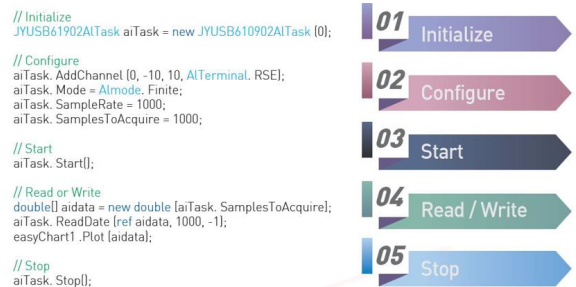 // Initialize
JYUSB61902AITask aiTask = new JYUSB610902AITask (0);
// Configure
aiTask. AddChannel (0, -10, 10, AITerminal. RSE);
aiTask. Mode = AImode. Finite;
aiTask. SampleRate = 1000;
aiTask. SamplesToAcquire = 1000;
// Start
aiTask. Start();
// Read or Write
double[] aidata = new double [aiTask. SamplesToAcquire];
aiTask. ReadDate (ref aidata, 1000, -1);
easyChart1 .Plot (aidata);
// Stop
aiTask. Stop();
01 Initialize
02 Configure
03 Start
04 Read / Write
05 Stop